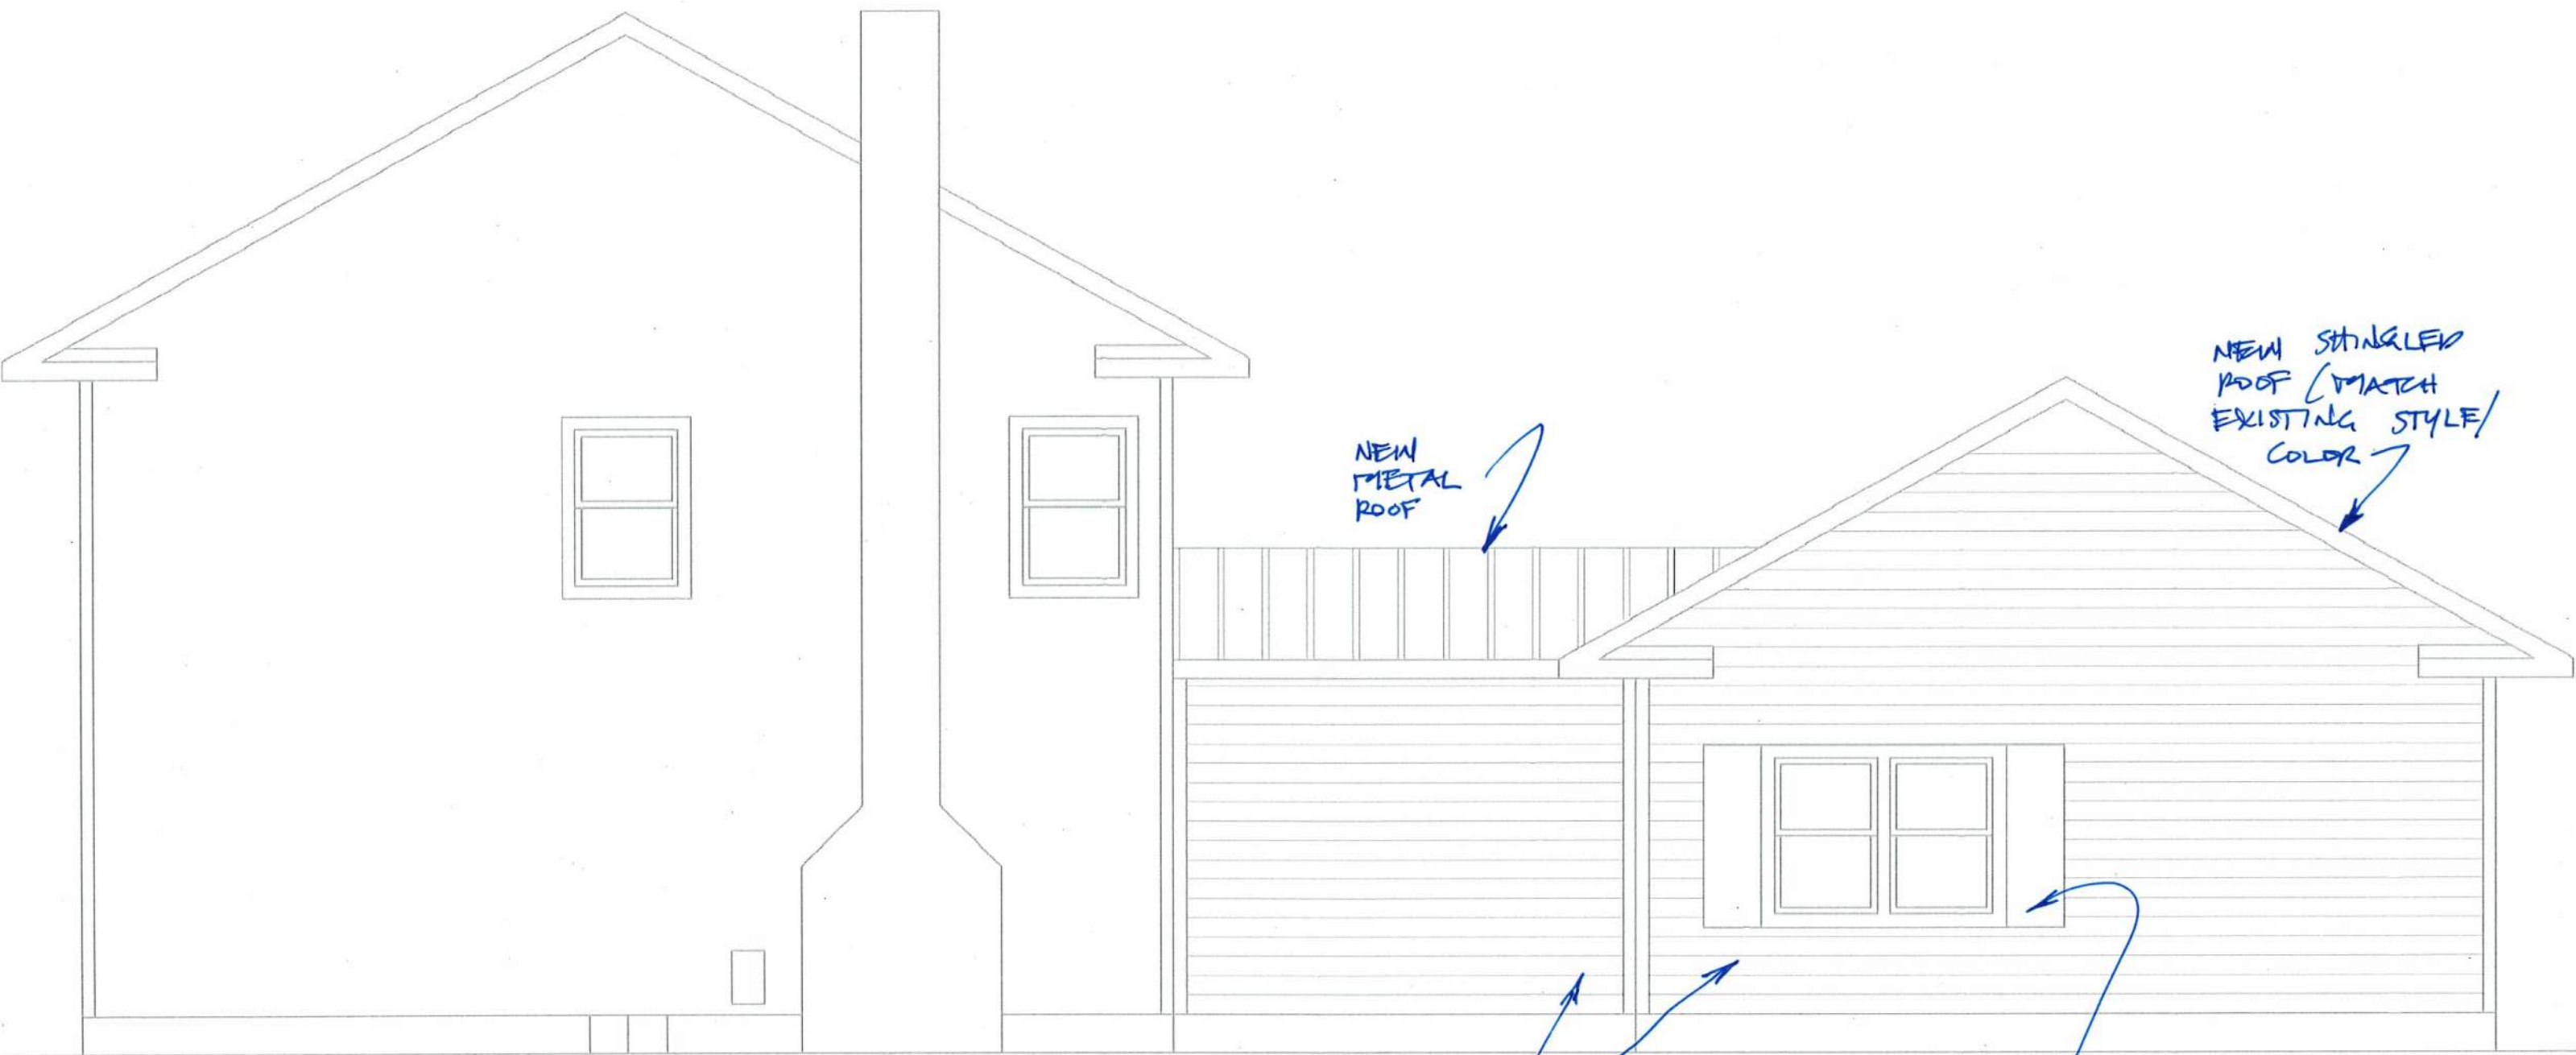 NEW SHINGLED
ROOF (MATCH
EXISTING STYLE/
COLOR
NEW
METAL
ROOF